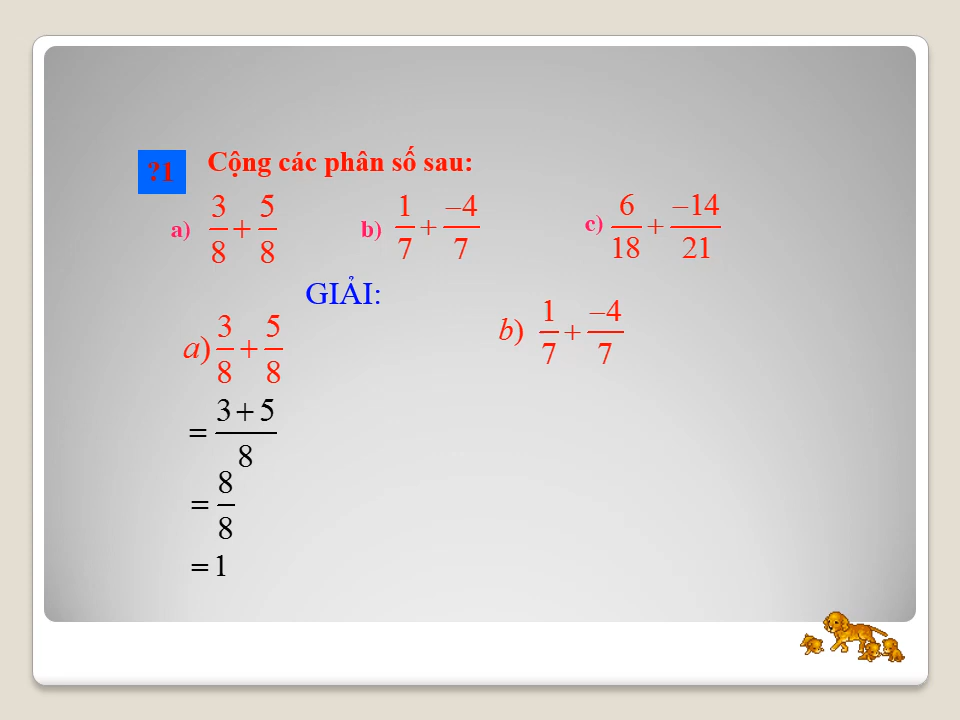 ?1 Cộng các phân số sau:
a) 3/8 + 5/8 b) 1/7 + –4/7 c) 6/18 + –14/21
GIẢI:
a) 3/8 + 5/8 b) 1/7 + –4/7
= 3+5/8
= 8/8
= 1